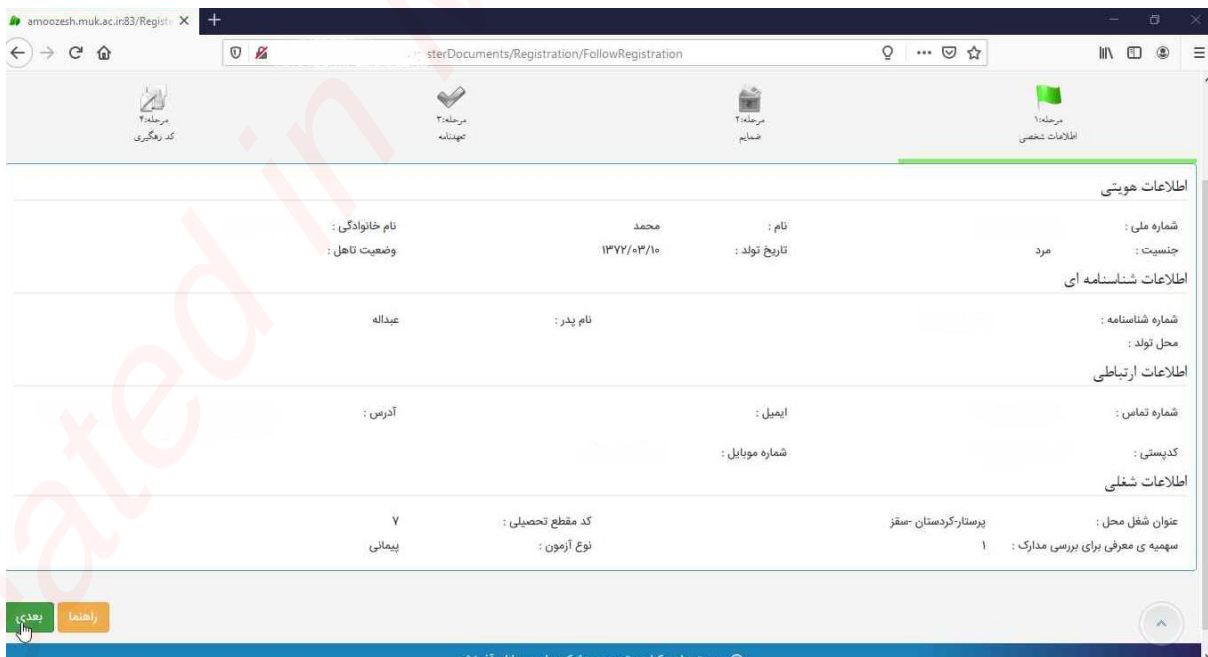 amoozesh.muk.ac.ir:83/Registr
sterDocuments/Registration/FollowRegistration
مرحله:۱ مرحله:۲ مرحله:۳ مرحله:۴
اطلاعات شخصی ضمایم تعهدنامه کد رهگیری
اطلاعات هویتی
شماره ملی : نام : محمد نام خانوادگی :
جنسیت : مرد تاریخ تولد : ۱۳۷۲/۰۳/۱۰ وضعیت تاهل :
اطلاعات شناسنامه ای
شماره شناسنامه : نام پدر : عبداله
محل تولد :
اطلاعات ارتباطی
شماره تماس : ایمیل : آدرس :
کدپستی : شماره موبایل :
اطلاعات شغلی
عنوان شغل محل : پرستار-کردستان -سقز کد مقطع تحصیلی : ۷
سهمیه ی معرفی برای بررسی مدارک : ۱ نوع آزمون : پیمانی
راهنما بعدی